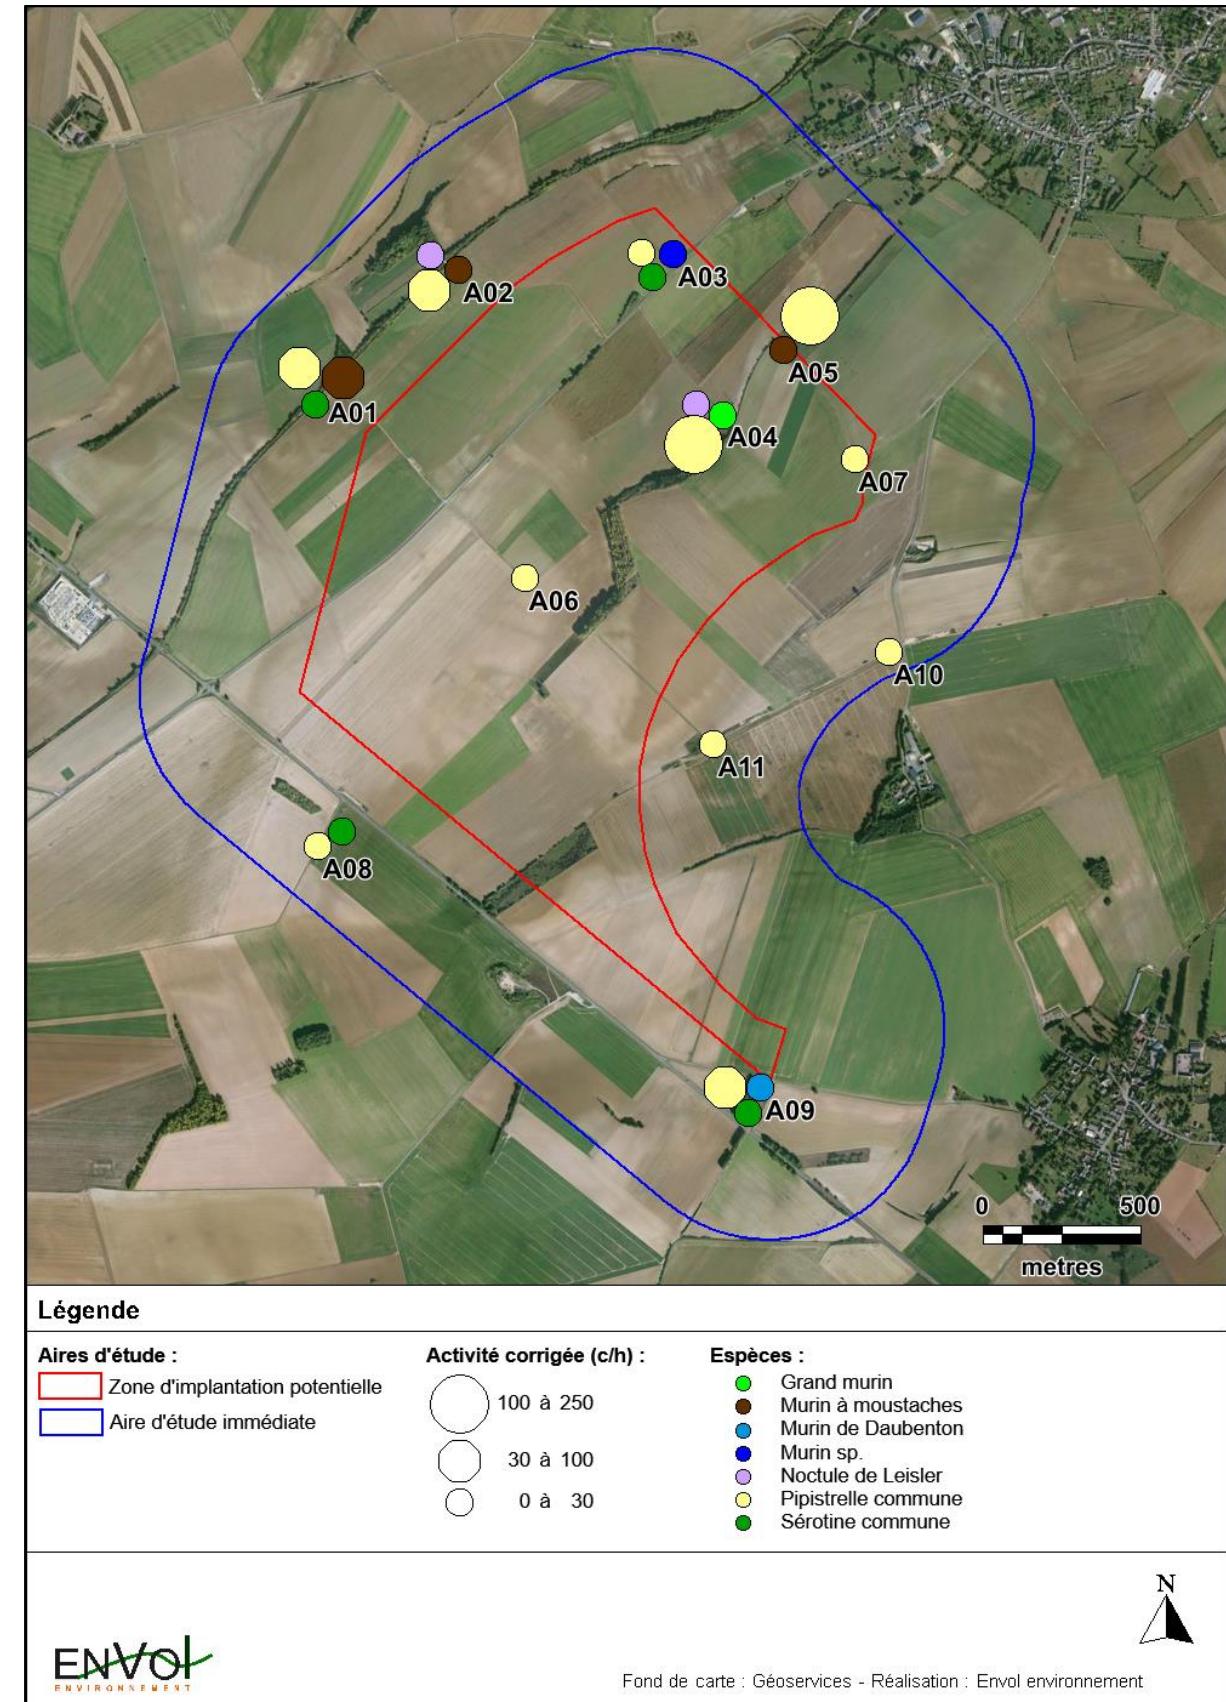 A02
A03
A05
A01
A04
A07
A06
A10
A11
A08
A09
0 500
metres
Légende
Aires d'étude :
Zone d'implantation potentielle
Aire d'étude immédiate
Activité corrigée (c/h) :
100 à 250
30 à 100
0 à 30
Espèces :
Grand murin
Murin à moustaches
Murin de Daubenton
Murin sp.
Noctule de Leisler
Pipistrelle commune
Sérotine commune
N
ENVOl
ENVIRONNEMENT
Fond de carte : Géoservices - Réalisation : Envol environnement